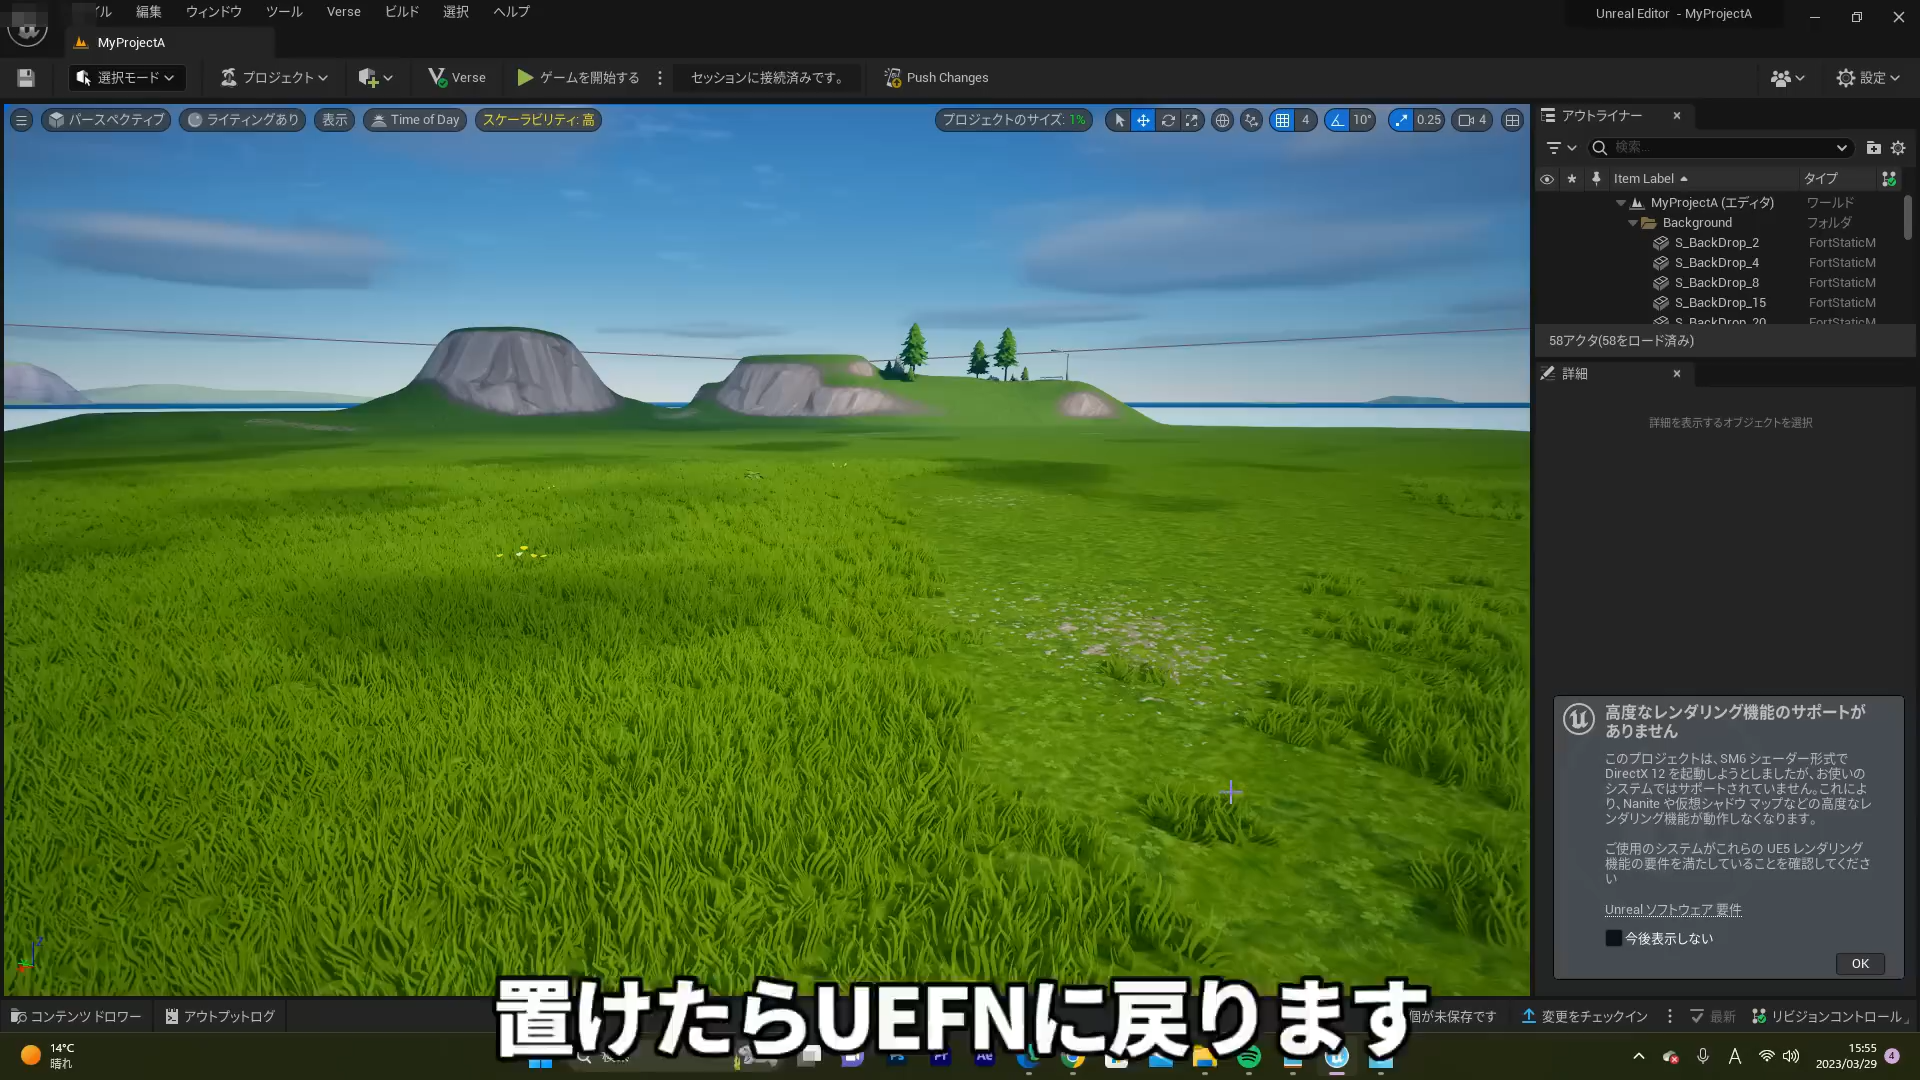 編集 ウィンドウ ツール Verse ビルド 選択 ヘルプ
Unreal Editor - MyProjectA
MyProjectA
選択モード プロジェクト Verse ゲームを開始する セッションに接続済みです。 Push Changes 設定
パースペクティブ ライティングあり 表示 Time of Day スケーラビリティ: 高 プロジェクトのサイズ: 1% 4 10° 0.25 4
アウトライナー
検索...
Item Label タイプ
MyProjectA (エディタ) ワールド
Background フォルダ
S_BackDrop_2 FortStaticM
S_BackDrop_4 FortStaticM
S_BackDrop_8 FortStaticM
S_BackDrop_15 FortStaticM
S_BackDrop_20 FortStaticM
58アクタ(58をロード済み)
詳細
詳細を表示するオブジェクトを選択
高度なレンダリング機能のサポートが
ありません
このプロジェクトは、SM6 シェーダー形式で
DirectX 12 を起動しようとしましたが、お使いの
システムではサポートされていません。これによ
り、Nanite や仮想シャドウ マップなどの高度なレ
ンダリング機能が動作しなくなります。
ご使用のシステムがこれらの UE5 レンダリング
機能の要件を満たしていることを確認してくださ
い
Unreal ソフトウェア 要件
今後表示しない
OK
置けたらUEFNに戻ります
コンテンツ ドロワー アウトプットログ 個が未保存です 変更をチェックイン 最新 リビジョンコントロール
14°C
晴れ
Ps Pr Ae
A
15:55
2023/03/29
4